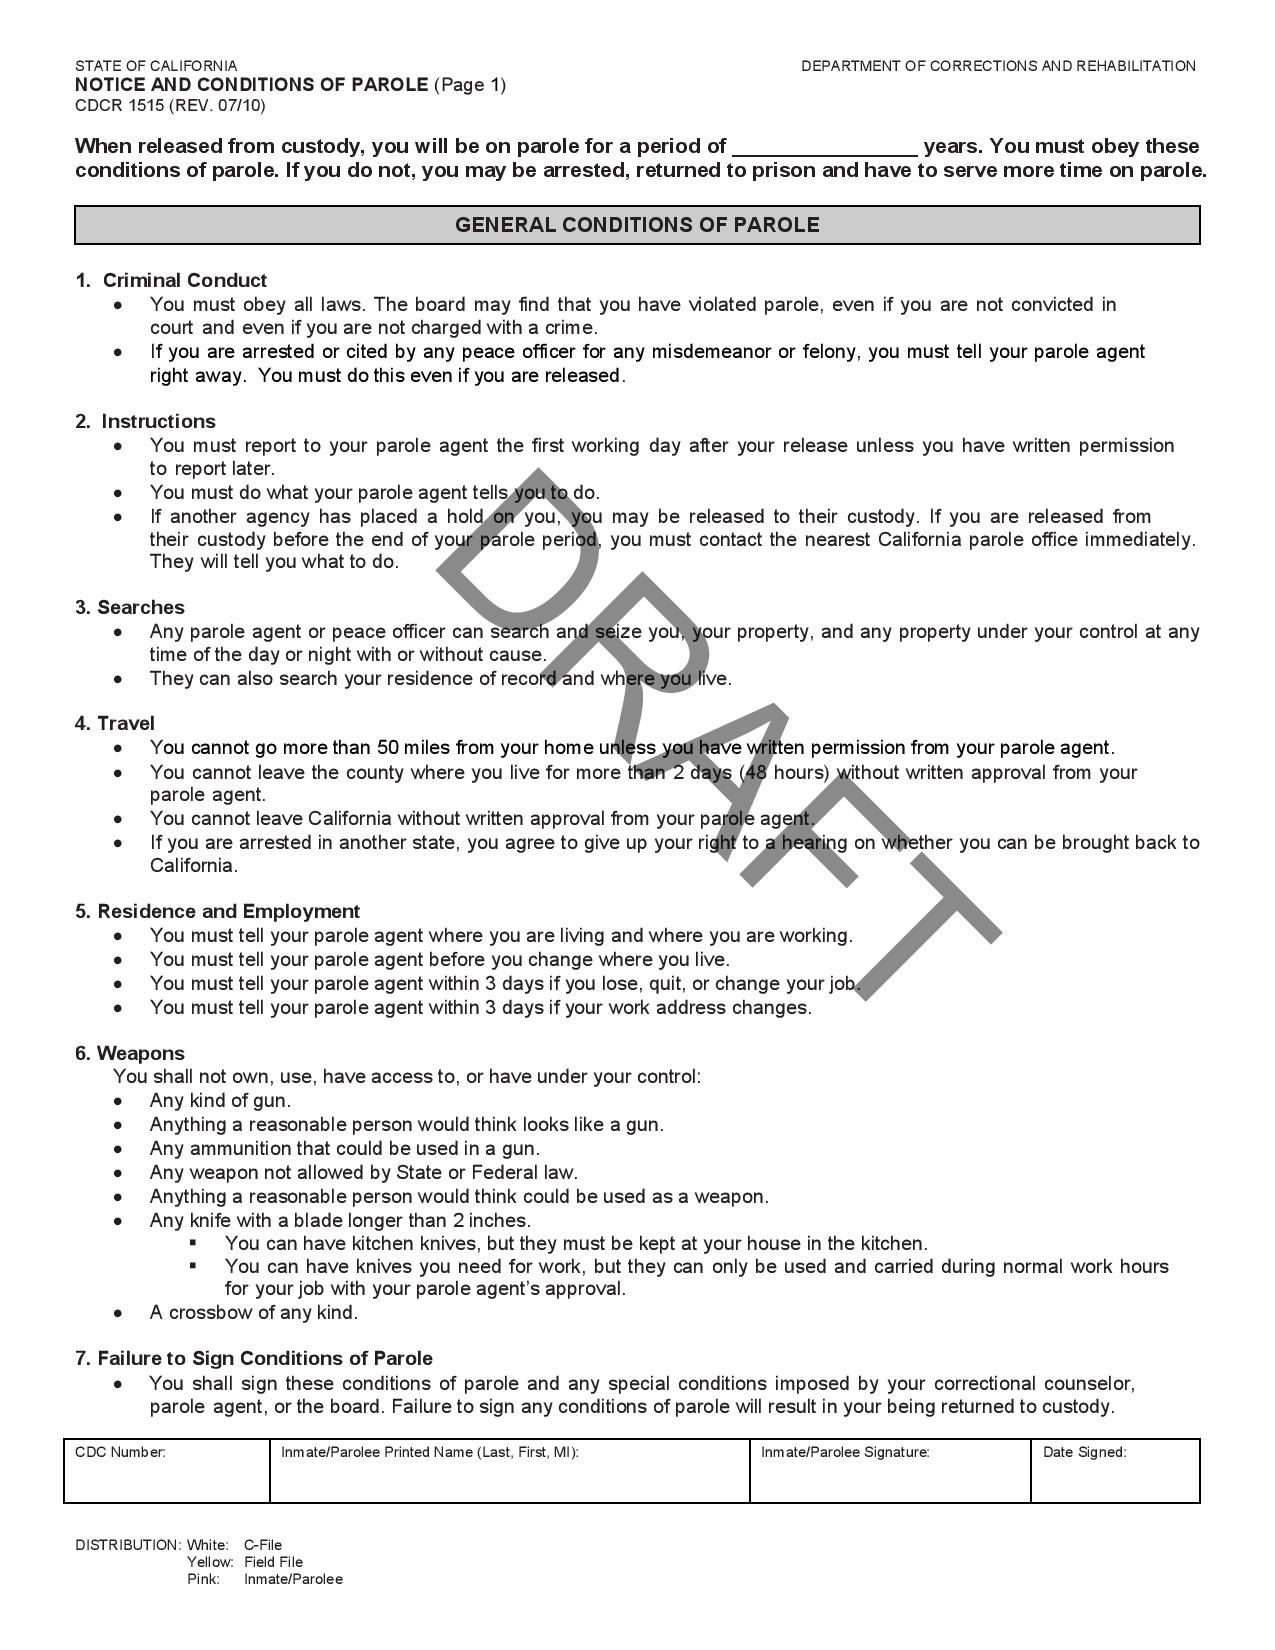 STATE OF CALIFORNIA
DEPARTMENT OF CORRECTIONS AND REHABILITATION
NOTICE AND CONDITIONS OF PAROLE (Page 1)
CDCR 1515 (REV. 07/10)
When released from custody, you will be on parole for a period of ________________ years. You must obey these
conditions of parole. If you do not, you may be arrested, returned to prison and have to serve more time on parole.
GENERAL CONDITIONS OF PAROLE
1. Criminal Conduct
● You must obey all laws. The board may find that you have violated parole, even if you are not convicted in
court and even if you are not charged with a crime.
● If you are arrested or cited by any peace officer for any misdemeanor or felony, you must tell your parole agent
right away. You must do this even if you are released.
2. Instructions
● You must report to your parole agent the first working day after your release unless you have written permission
to report later.
● You must do what your parole agent tells you to do.
● If another agency has placed a hold on you, you may be released to their custody. If you are released from
their custody before the end of your parole period, you must contact the nearest California parole office immediately.
They will tell you what to do.
3. Searches
● Any parole agent or peace officer can search and seize you, your property, and any property under your control at any
time of the day or night with or without cause.
● They can also search your residence of record and where you live.
4. Travel
● You cannot go more than 50 miles from your home unless you have written permission from your parole agent.
● You cannot leave the county where you live for more than 2 days (48 hours) without written approval from your
parole agent.
● You cannot leave California without written approval from your parole agent.
● If you are arrested in another state, you agree to give up your right to a hearing on whether you can be brought back to
California.
5. Residence and Employment
● You must tell your parole agent where you are living and where you are working.
● You must tell your parole agent before you change where you live.
● You must tell your parole agent within 3 days if you lose, quit, or change your job.
● You must tell your parole agent within 3 days if your work address changes.
6. Weapons
You shall not own, use, have access to, or have under your control:
● Any kind of gun.
● Anything a reasonable person would think looks like a gun.
● Any ammunition that could be used in a gun.
● Any weapon not allowed by State or Federal law.
● Anything a reasonable person would think could be used as a weapon.
● Any knife with a blade longer than 2 inches.
▪ You can have kitchen knives, but they must be kept at your house in the kitchen.
▪ You can have knives you need for work, but they can only be used and carried during normal work hours
for your job with your parole agent’s approval.
● A crossbow of any kind.
7. Failure to Sign Conditions of Parole
● You shall sign these conditions of parole and any special conditions imposed by your correctional counselor,
parole agent, or the board. Failure to sign any conditions of parole will result in your being returned to custody.
CDC Number:
Inmate/Parolee Printed Name (Last, First, MI):
Inmate/Parolee Signature:
Date Signed:
DISTRIBUTION: White: C-File
Yellow: Field File
Pink: Inmate/Parolee
DRAFT